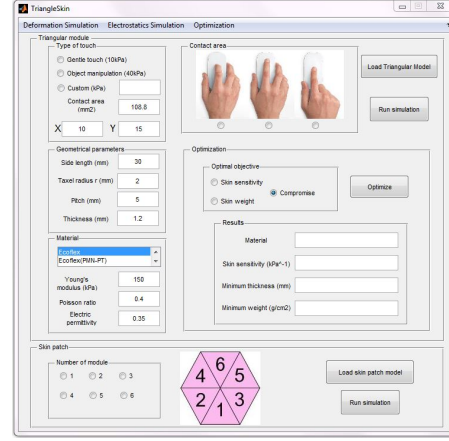 TriangleSkin
Deformation Simulation Electrostatics Simulation Optimization
Triangular module
Type of touch
Gentle touch (10kPa)
Object manipulation (40kPa)
Custom (kPa)
Contact area (mm2) 108.8
X 10 Y 15
Contact area
Load Triangular Model
Run simulation
Geometrical parameters
Side length (mm) 30
Taxel radius r (mm) 2
Pitch (mm) 5
Thickness (mm) 1.2
Optimization
Optimal objective
Skin sensitivity
Compromise
Skin weight
Optimize
Results
Material
Skin sensitivity (kPa^-1)
Minimum thickness (mm)
Minimum weight (g/cm2)
Material
Ecoflex
Ecoflex(PMN-PT)
Young's modulus (kPa) 150
Poisson ratio 0.4
Electric permittivity 0.35
Skin patch
Number of module
1 2 3
4 5 6
4 6 5
2 1 3
Load skin patch model
Run simulation